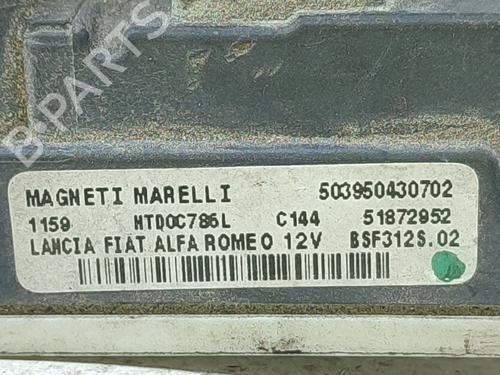 B-PARTS
MAGNETI MARELLI 503950430702
1159 HTDOC786L C144 51872952
LANCIA FIAT ALFA ROMEO 12V BSF312S.02